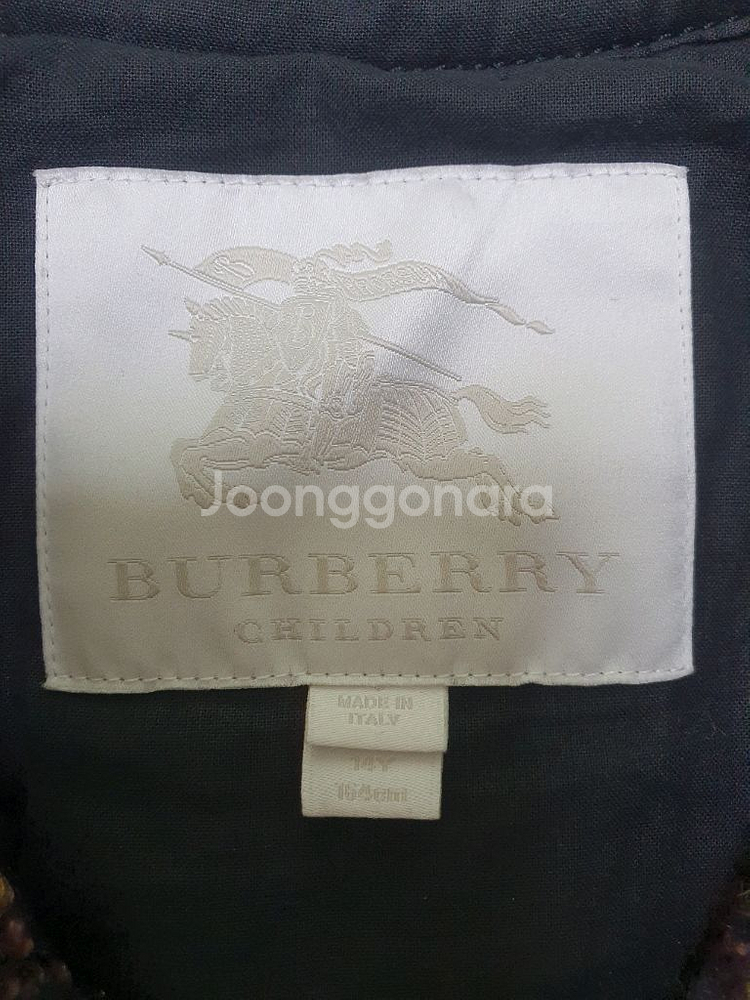 Joonggonara
BURBERRY
CHILDREN
MADE IN
ITALY
14Y
164cm